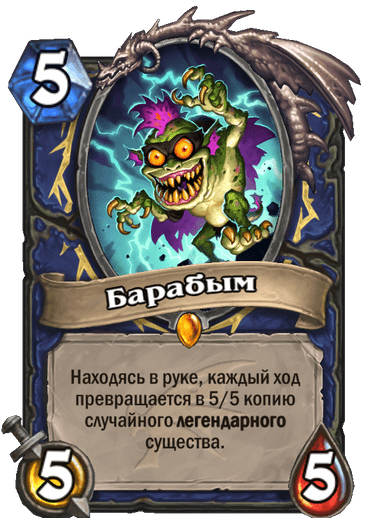 5
Барабым
Находясь в руке, каждый ход
превращается в 5/5 копию
случайного легендарного
существа.
5
5